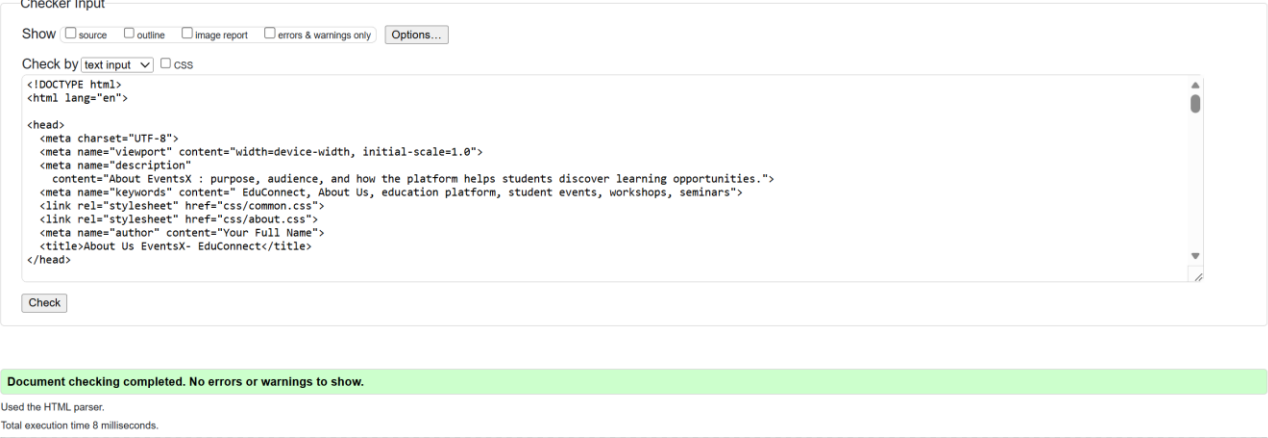 Checker Input
Show source outline image report errors & warnings only Options...
Check by text input css
<!DOCTYPE html>
<html lang="en">
<head>
<meta charset="UTF-8">
<meta name="viewport" content="width=device-width, initial-scale=1.0">
<meta name="description"
content="About EventsX : purpose, audience, and how the platform helps students discover learning opportunities.">
<meta name="keywords" content=" EduConnect, About Us, education platform, student events, workshops, seminars">
<link rel="stylesheet" href="css/common.css">
<link rel="stylesheet" href="css/about.css">
<meta name="author" content="Your Full Name">
<title>About Us EventsX- EduConnect</title>
</head>
Check
Document checking completed. No errors or warnings to show.
Used the HTML parser.
Total execution time 8 milliseconds.